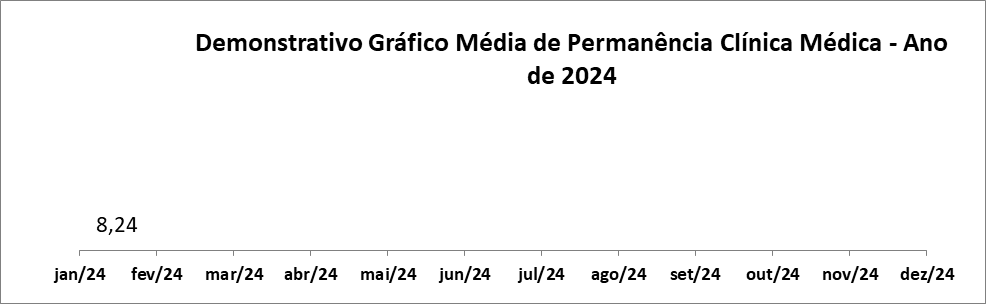 Demonstrativo Gráfico Média de Permanência Clínica Médica - Ano
de 2024
8,24
jan/24 fev/24 mar/24 abr/24 mai/24 jun/24 jul/24 ago/24 set/24 out/24 nov/24 dez/24